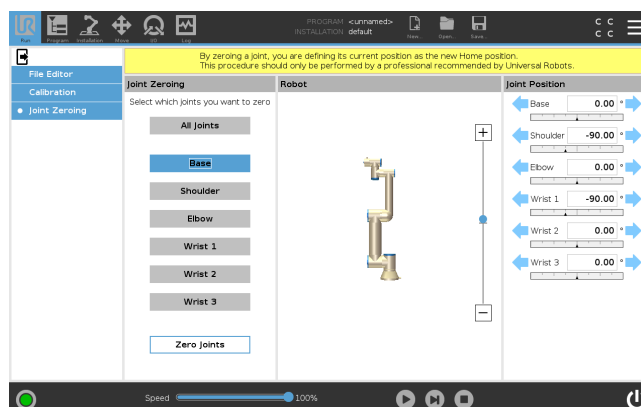 UR
Run
Program
Installation
Move
I/O
Log
PROGRAM <unnamed>
INSTALLATION default
New...
Open...
Save...
C C
C C
By zeroing a joint, you are defining its current position as the new Home position.
This procedure should only be performed by a professional recommended by Universal Robots.
File Editor
Calibration
Joint Zeroing
Joint Zeroing
Select which joints you want to zero
All Joints
Base
Shoulder
Elbow
Wrist 1
Wrist 2
Wrist 3
Zero Joints
Robot
Joint Position
Base 0.00 °
Shoulder -90.00 °
Elbow 0.00 °
Wrist 1 -90.00 °
Wrist 2 0.00 °
Wrist 3 0.00 °
Speed 100%